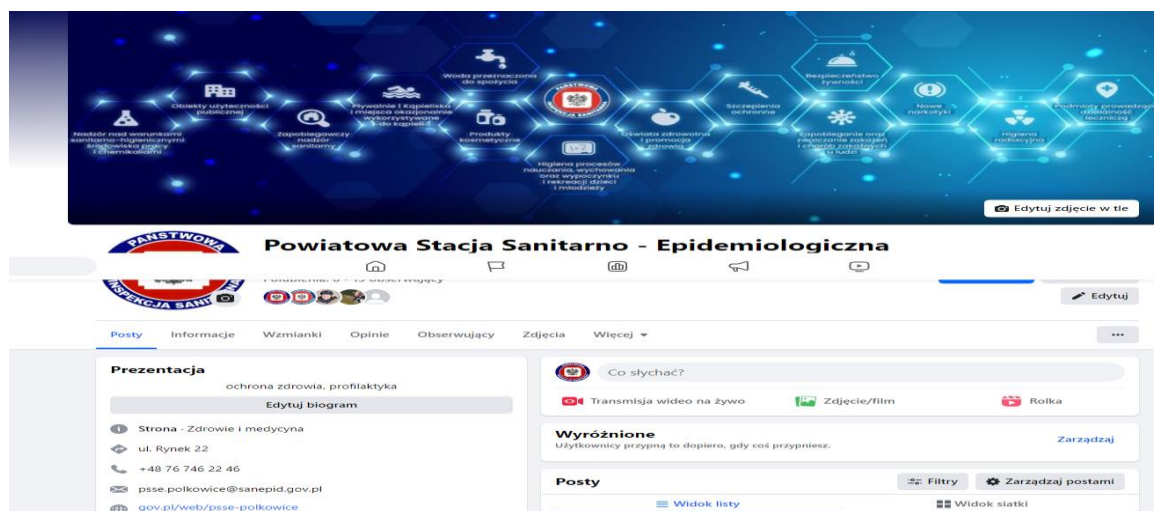 Woda przeznaczona
do spożycia
Bezpieczeństwo
żywności
Obiekty użyteczności
publicznej
Pływalnie i Kąpieliska
i miejsca okazjonalnie
wykorzystywane
do kąpieli
PAŃSTWOWA
Szczepienia
ochronne
Nowe
narkotyki
Podmioty prowadzące
działalność
leczniczą
Nadzór nad warunkami
sanitarno-higienicznymi
środowiska pracy
i chemikaliami
Zapobiegawczy
nadzór
sanitarny
Produkty
kosmetyczne
Oświata zdrowotna
i promocja
zdrowia
Zapobieganie oraz
zwalczanie zakażeń
i chorób zakaźnych
u ludzi
Higiena
radiacyjna
Higiena procesów
nauczania, wychowania
oraz wypoczynku
i rekreacji dzieci
i młodzieży
Edytuj zdjęcie w tle
PAŃSTWOWA
Powiatowa Stacja Sanitarno - Epidemiologiczna
INSPEKCJA SANI
Edytuj
Posty Informacje Wzmianki Opinie Obserwujący Zdjęcia Więcej
Prezentacja
ochrona zdrowia, profilaktyka
Edytuj biogram
Strona · Zdrowie i medycyna
ul. Rynek 22
+48 76 746 22 46
psse.polkowice@sanepid.gov.pl
gov.pl/web/psse-polkowice
Co słychać?
Transmisja wideo na żywo Zdjęcie/film Rolka
Wyróżnione
Zarządzaj
Użytkownicy przypną to dopiero, gdy coś przypniesz.
Posty Filtry Zarządzaj postami
Widok listy Widok siatki